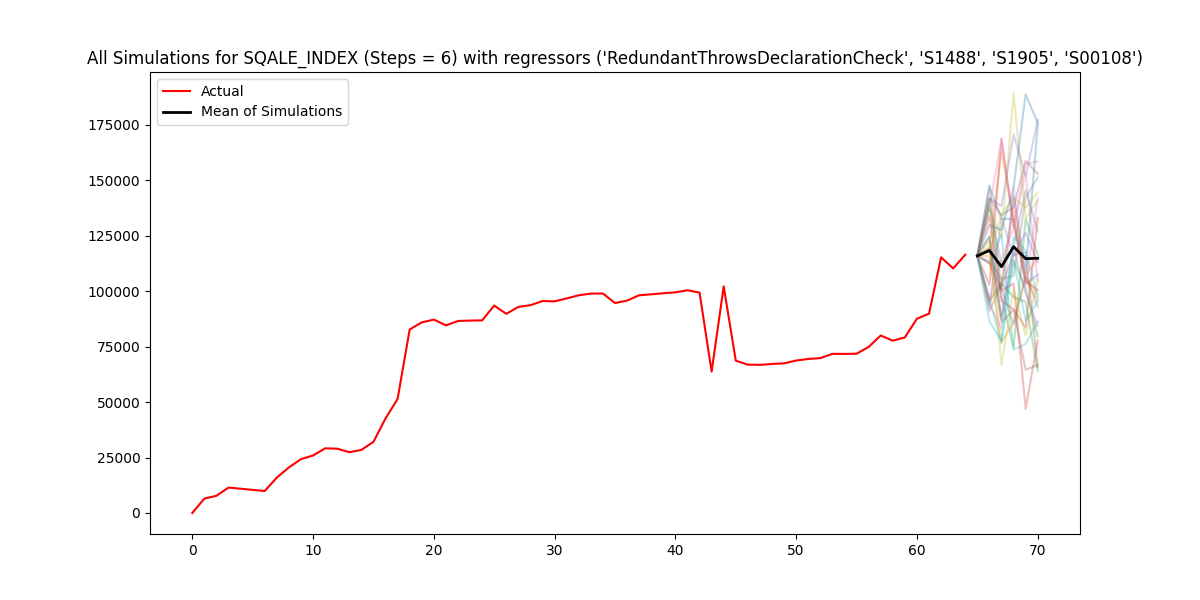 All Simulations for SQALE_INDEX (Steps = 6) with regressors ('RedundantThrowsDeclarationCheck', 'S1488', 'S1905', 'S00108')
Actual
Mean of Simulations
175000
150000
125000
100000
75000
50000
25000
0
0 10 20 30 40 50 60 70